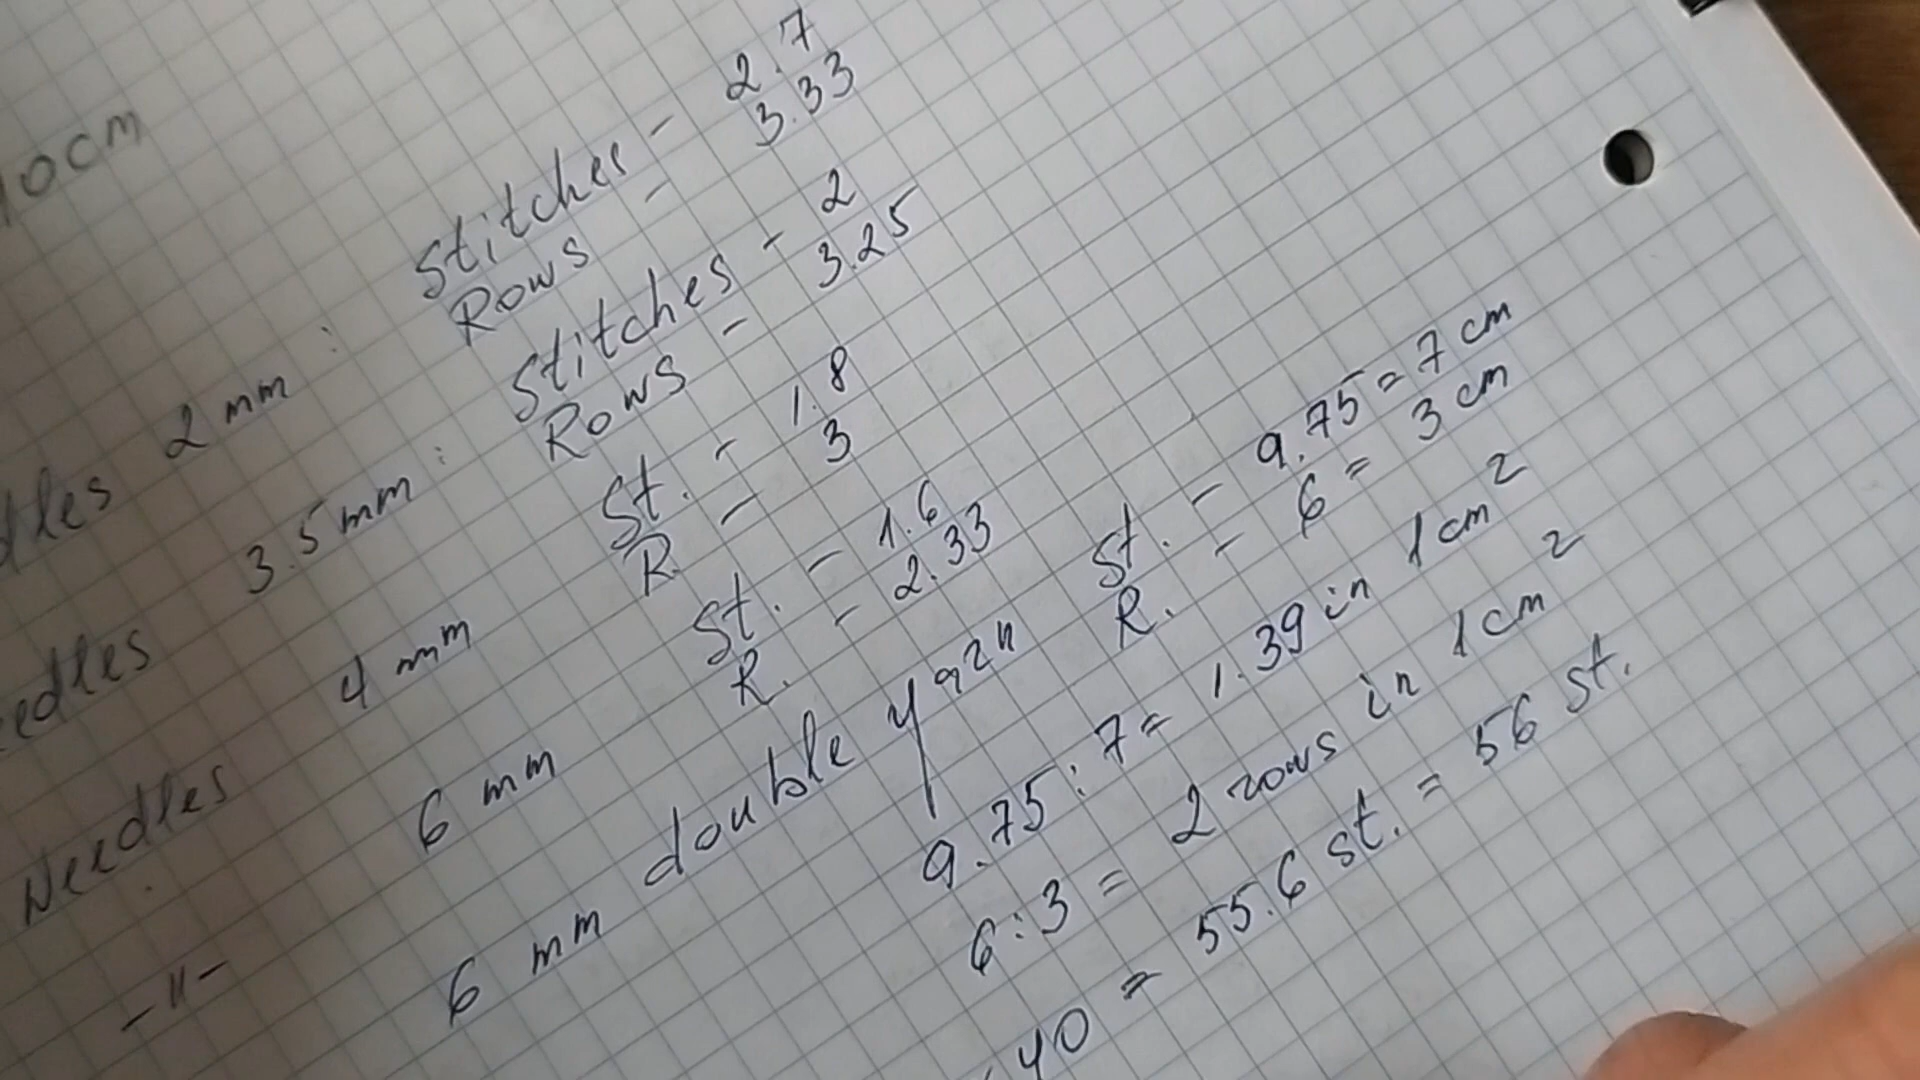 10cm
Needles 2 mm : Stitches - 2.7
Rows - 3.33
Needles 3.5 mm : Stitches - 2
Rows - 3.25
Needles 4 mm St. - 1.8
R. - 3
-"- 6 mm St. - 1.6
R. - 2.33
6 mm double yarn St. - 9.75 = 7 cm
R. - 6 = 3 cm
9.75 : 7 = 1.39 in 1 cm²
6 : 3 = 2 rows in 1 cm²
40 = 55.6 st. = 56 st.